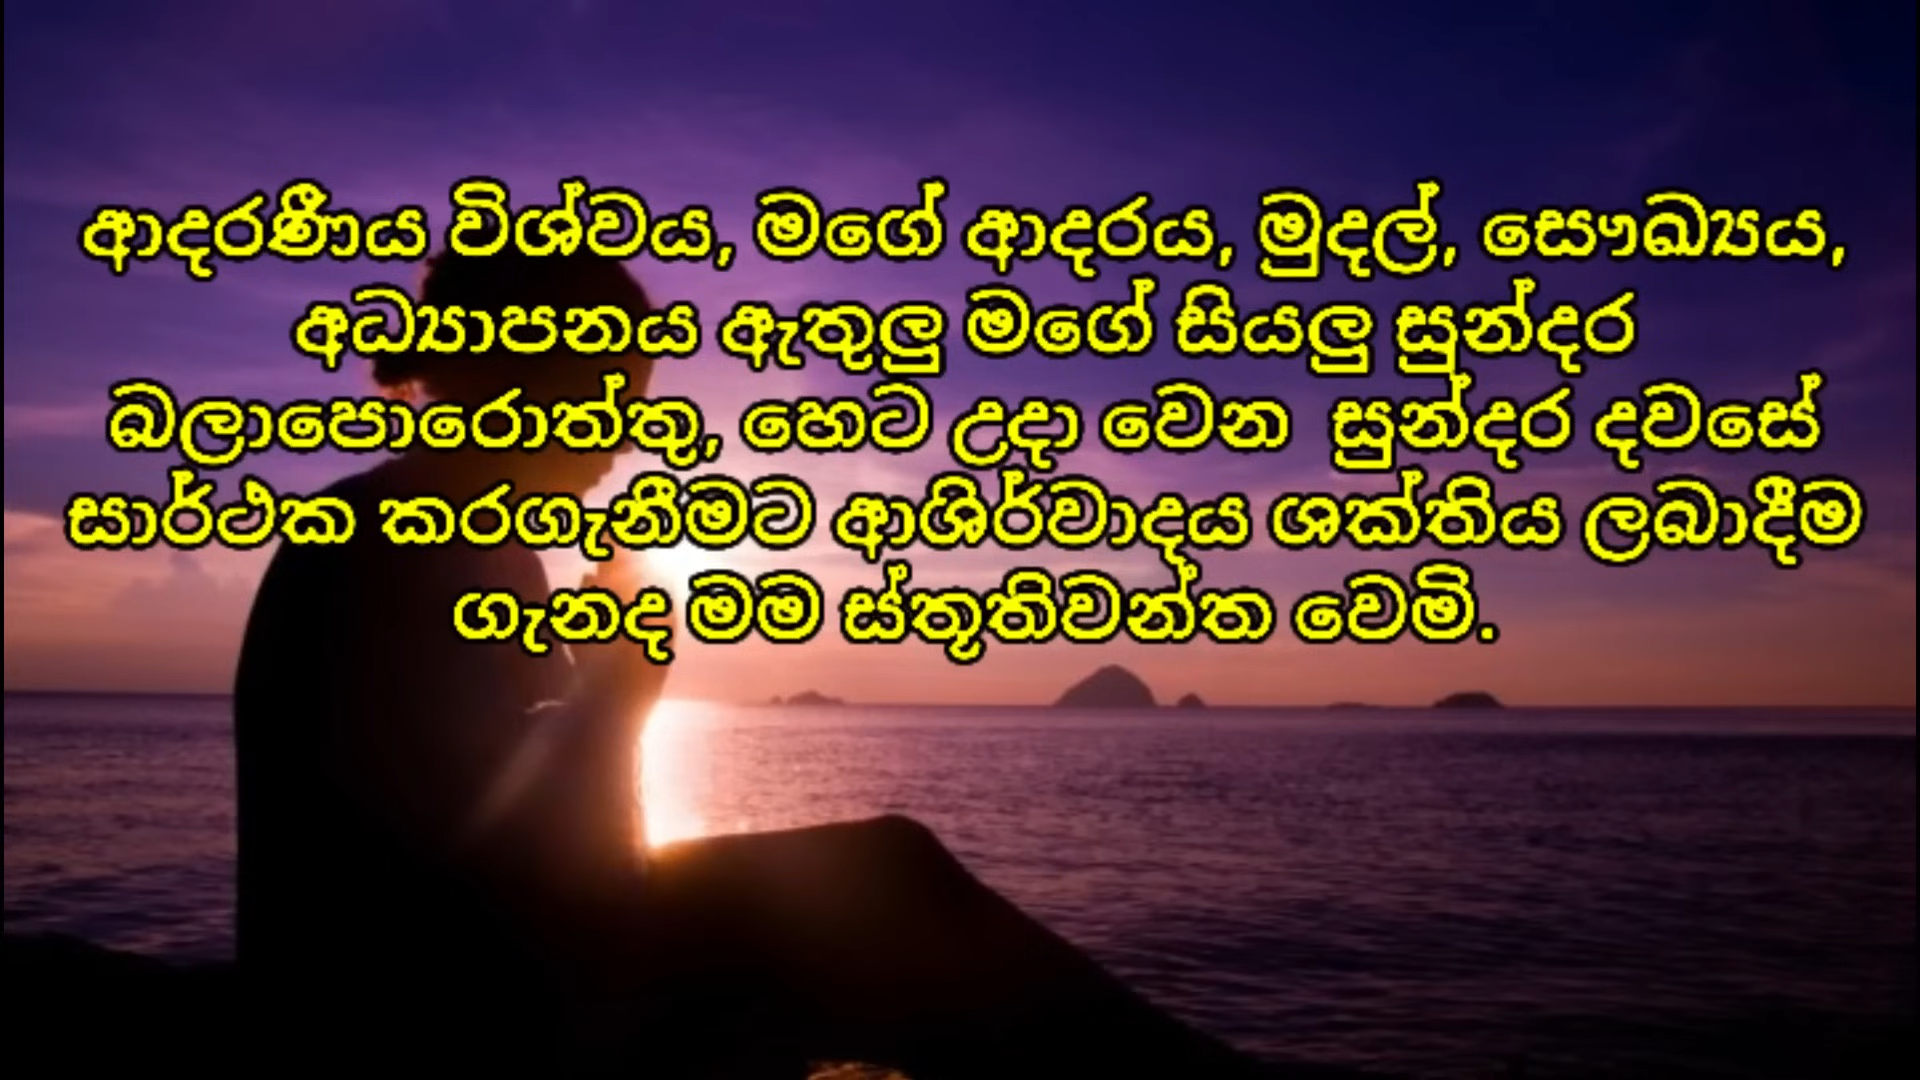 ආදරණීය විශ්වය, මගේ ආදරය, මුදල්, සෞඛ්‍යය,
අධ්‍යාපනය ඇතුලු මගේ සියලු සුන්දර
බලාපොරොත්තු, හෙට උදා වෙන සුන්දර දවසේ
සාර්ථක කරගැනීමට ආශිර්වාදය ශක්තිය ලබාදීම
ගැනද මම ස්තූතිවන්ත වෙමි.